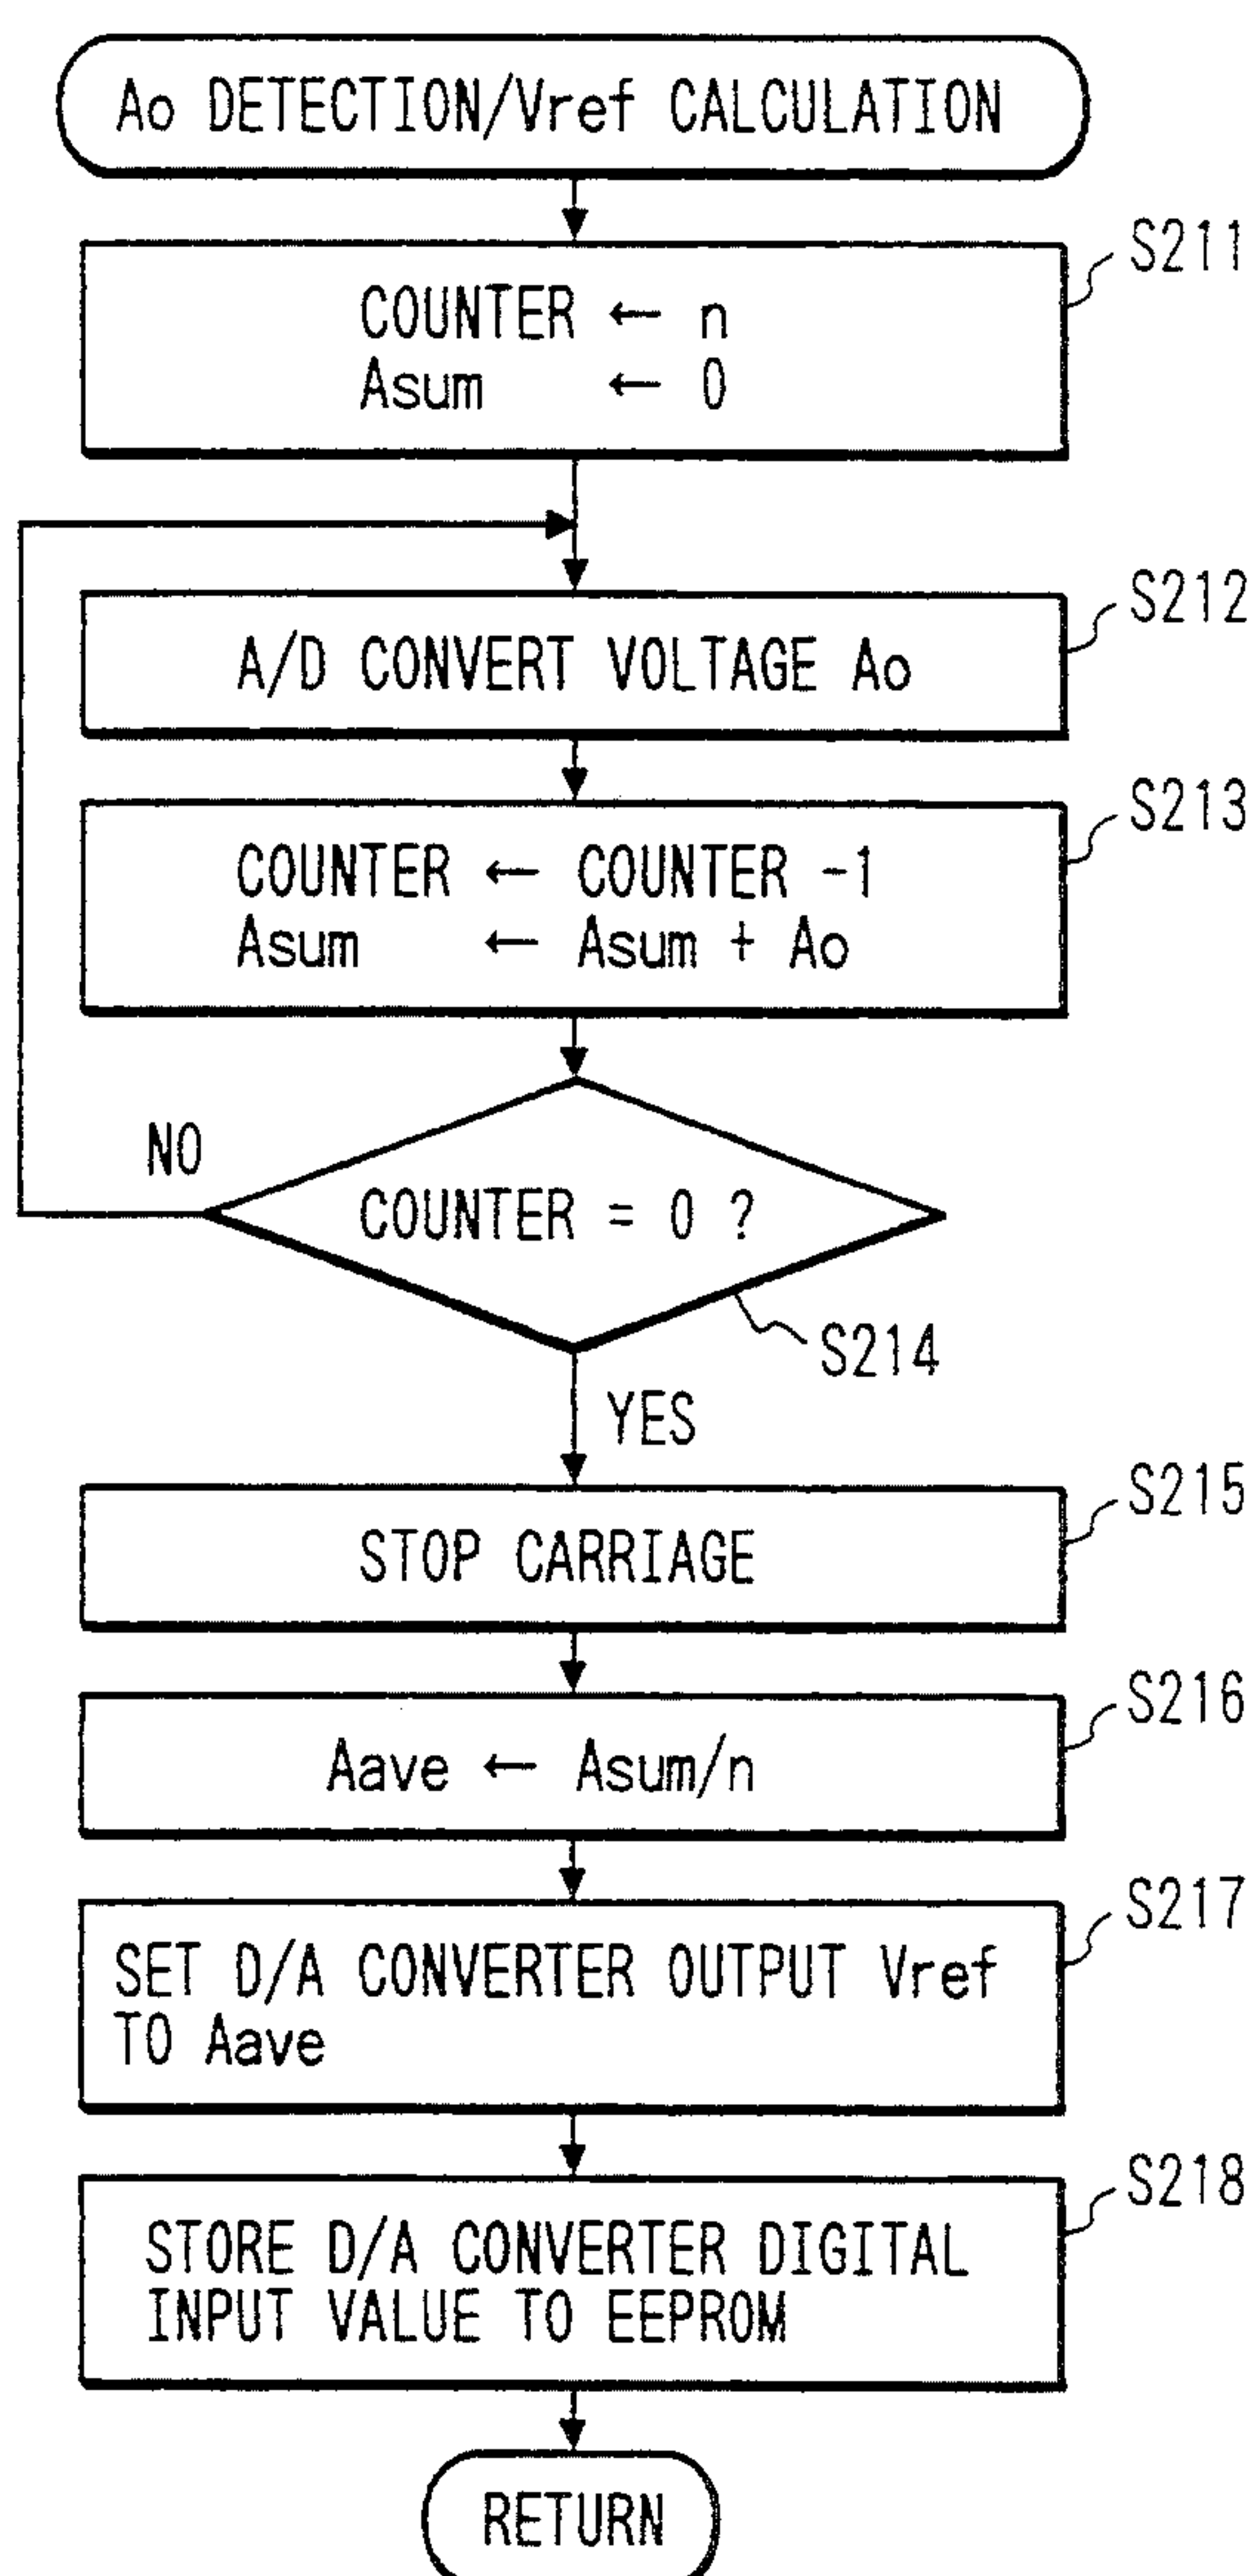 Ao DETECTION/Vref CALCULATION
S211
COUNTER ← n
Asum ← 0
S212
A/D CONVERT VOLTAGE Ao
S213
COUNTER ← COUNTER -1
Asum ← Asum + Ao
NO
COUNTER = 0 ?
S214
YES
S215
STOP CARRIAGE
S216
Aave ← Asum/n
S217
SET D/A CONVERTER OUTPUT Vref
TO Aave
S218
STORE D/A CONVERTER DIGITAL
INPUT VALUE TO EEPROM
RETURN